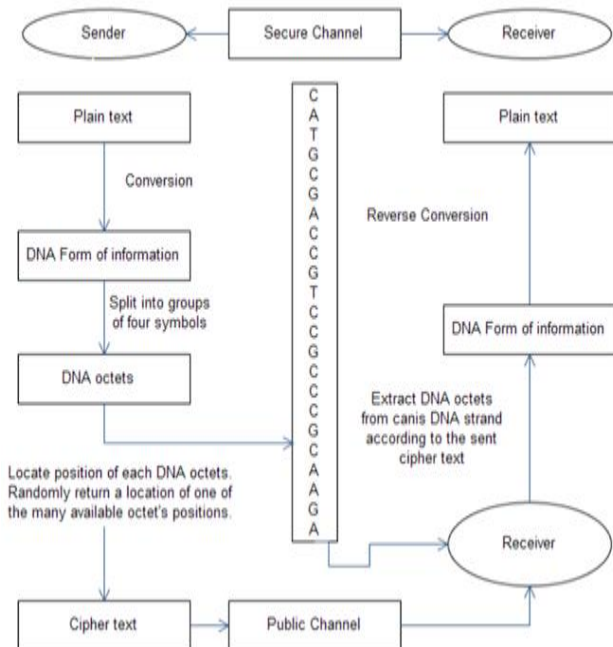 Sender
Secure Channel
Receiver
Plain text
Conversion
DNA Form of information
Split into groups
of four symbols
DNA octets
Locate position of each DNA octets.
Randomly return a location of one of
the many available octet's positions.
Cipher text
Public Channel
C
A
T
G
C
G
A
C
C
G
T
C
C
G
C
C
C
G
C
A
A
G
A
Plain text
Reverse Conversion
DNA Form of information
Extract DNA octets
from canis DNA strand
according to the sent
cipher text
Receiver